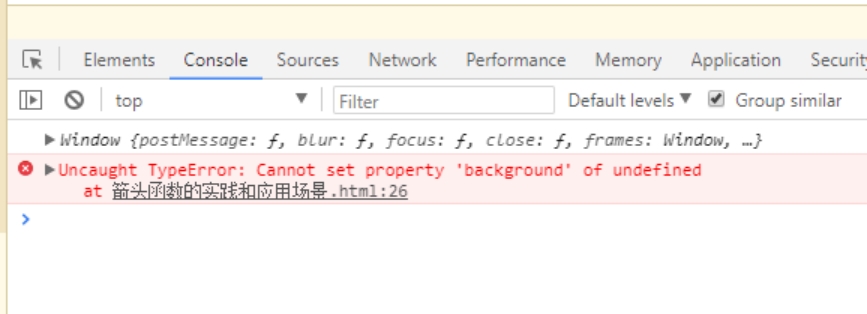 Elements Console Sources Network Performance Memory Application Security
top Filter Default levels Group similar
Window {postMessage: ƒ, blur: ƒ, focus: ƒ, close: ƒ, frames: Window, …}
Uncaught TypeError: Cannot set property 'background' of undefined
at 箭头函数的实践和应用场景.html:26